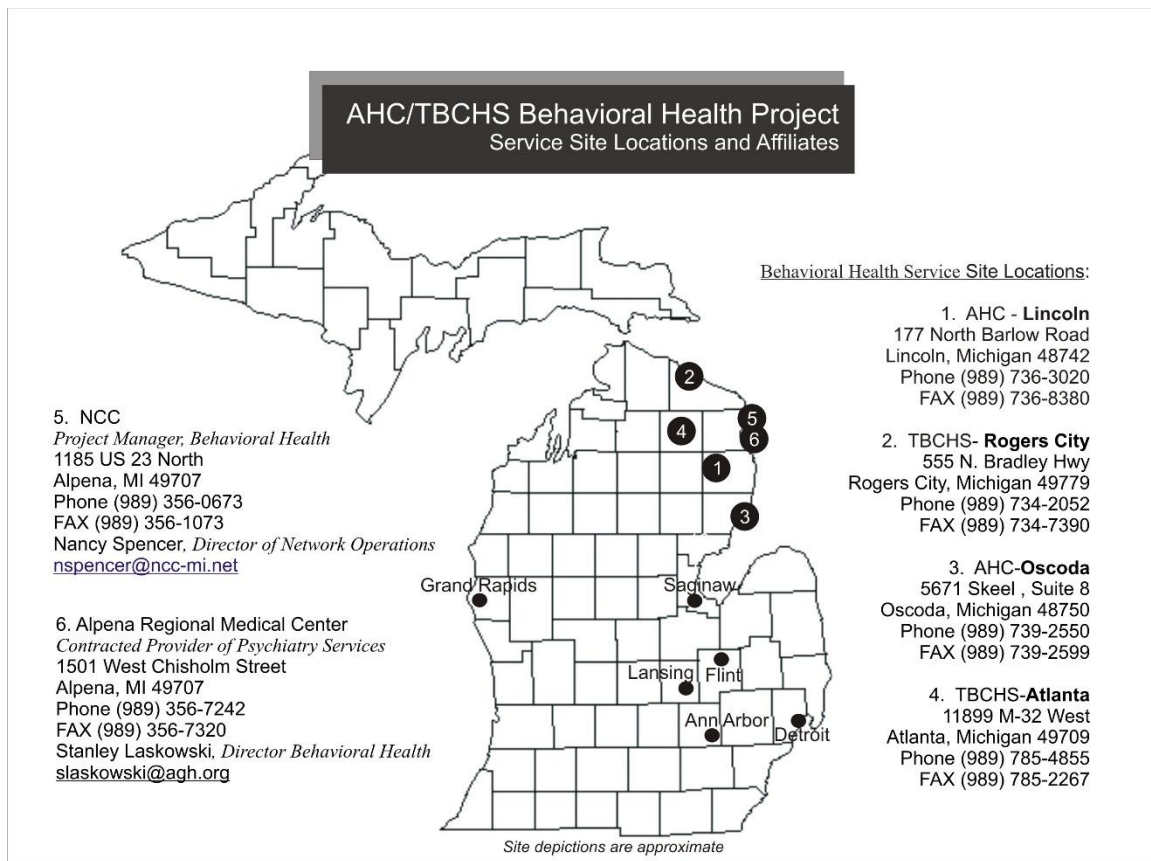 AHC/TBCHS Behavioral Health Project
Service Site Locations and Affiliates
Behavioral Health Service Site Locations:
1. AHC - Lincoln
177 North Barlow Road
Lincoln, Michigan 48742
Phone (989) 736-3020
FAX (989) 736-8380
2. TBCHS- Rogers City
555 N. Bradley Hwy
Rogers City, Michigan 49779
Phone (989) 734-2052
FAX (989) 734-7390
3. AHC-Oscoda
5671 Skeel , Suite 8
Oscoda, Michigan 48750
Phone (989) 739-2550
FAX (989) 739-2599
4. TBCHS-Atlanta
11899 M-32 West
Atlanta, Michigan 49709
Phone (989) 785-4855
FAX (989) 785-2267
5. NCC
Project Manager, Behavioral Health
1185 US 23 North
Alpena, MI 49707
Phone (989) 356-0673
FAX (989) 356-1073
Nancy Spencer, Director of Network Operations
nspencer@ncc-mi.net
6. Alpena Regional Medical Center
Contracted Provider of Psychiatry Services
1501 West Chisholm Street
Alpena, MI 49707
Phone (989) 356-7242
FAX (989) 356-7320
Stanley Laskowski, Director Behavioral Health
slaskowski@agh.org
2
5
4
6
1
3
Grand Rapids
Saginaw
Lansing
Flint
Ann Arbor
Detroit
Site depictions are approximate